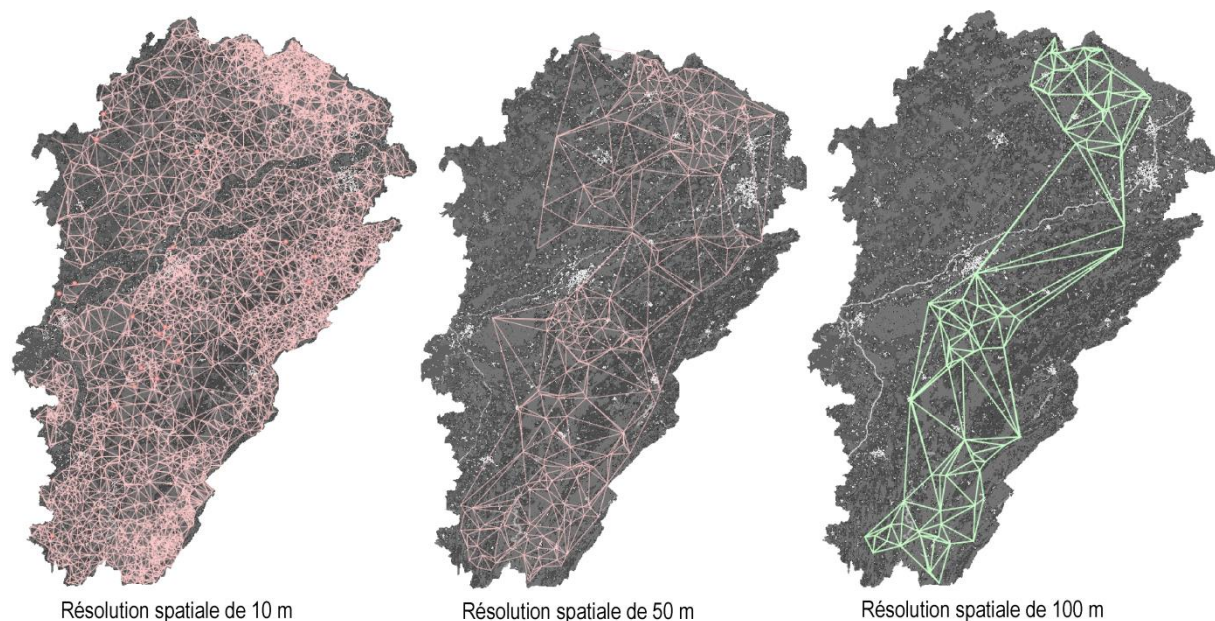 Résolution spatiale de 10 m
Résolution spatiale de 50 m
Résolution spatiale de 100 m